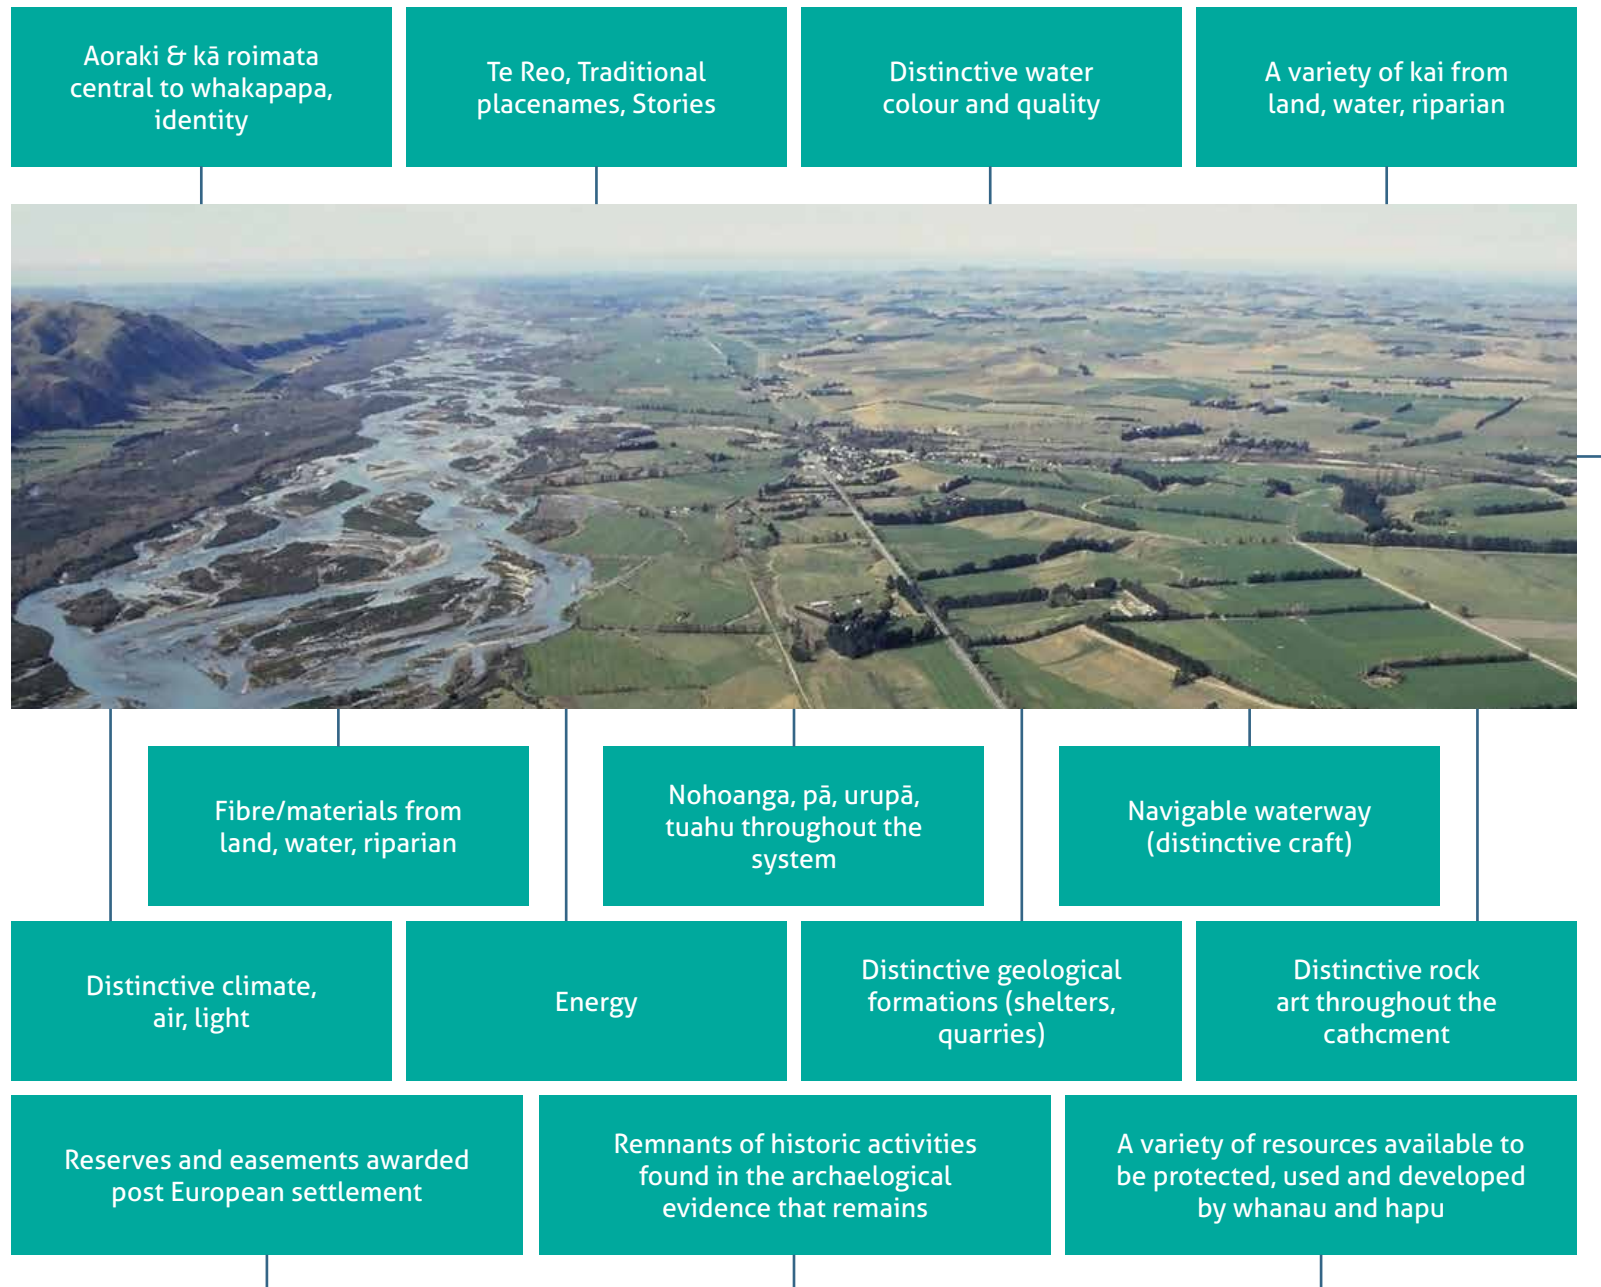 Aoraki & kā roimata
central to whakapapa,
identity
Te Reo, Traditional
placenames, Stories
Distinctive water
colour and quality
A variety of kai from
land, water, riparian
Fibre/materials from
land, water, riparian
Nohoanga, pā, urupā,
tuahu throughout the
system
Navigable waterway
(distinctive craft)
Distinctive climate,
air, light
Energy
Distinctive geological
formations (shelters,
quarries)
Distinctive rock
art throughout the
cathcment
Reserves and easements awarded
post European settlement
Remnants of historic activities
found in the archaelogical
evidence that remains
A variety of resources available to
be protected, used and developed
by whanau and hapu